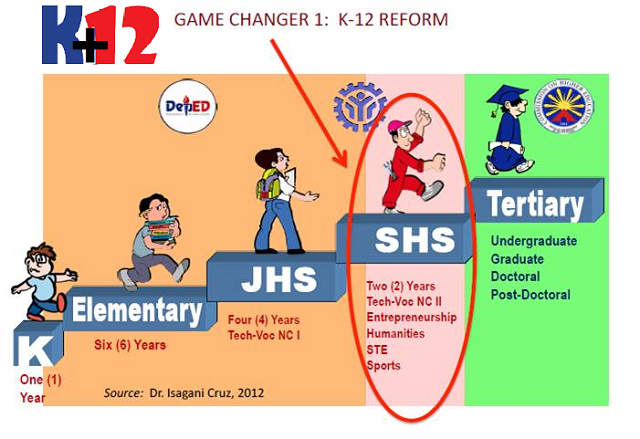 K+12
GAME CHANGER 1: K-12 REFORM
DepED
K
One (1)
Year
Elementary
Six (6) Years
JHS
Four (4) Years
Tech-Voc NC I
SHS
Two (2) Years
Tech-Voc NC II
Entrepreneurship
Humanities
STE
Sports
Tertiary
Undergraduate
Graduate
Doctoral
Post-Doctoral
Source: Dr. Isagani Cruz, 2012